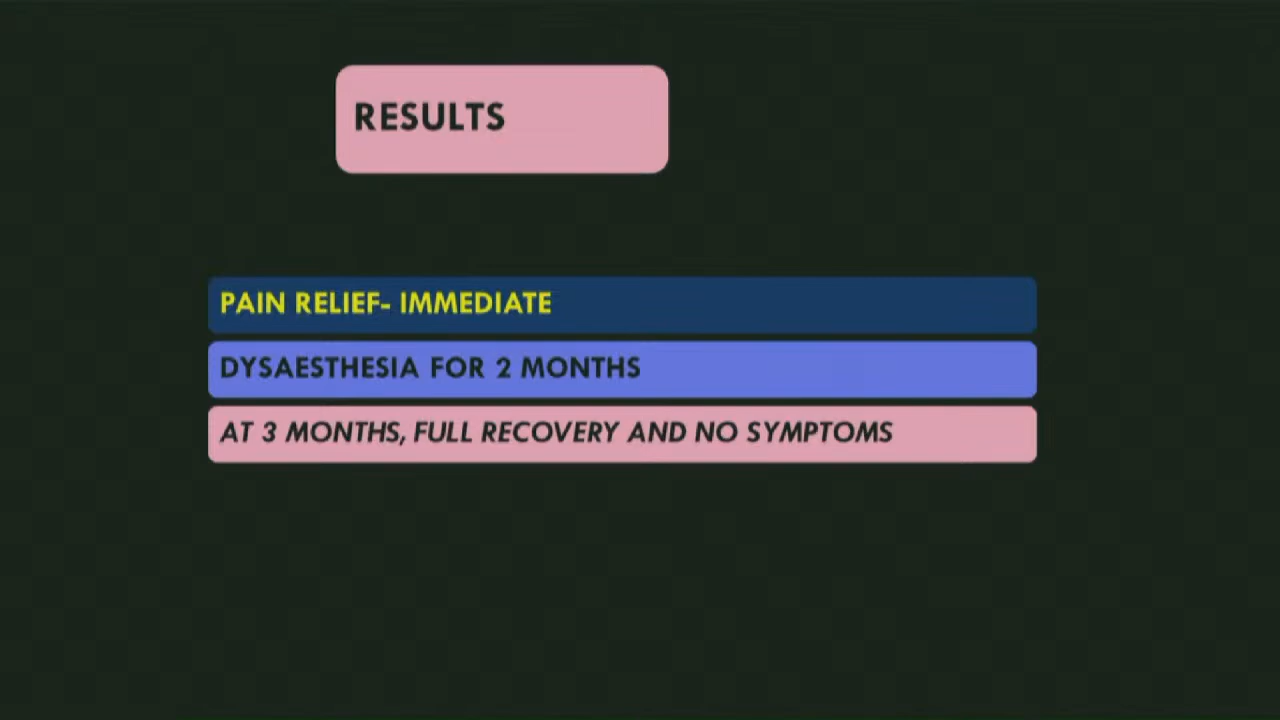 RESULTS
PAIN RELIEF- IMMEDIATE
DYSAESTHESIA FOR 2 MONTHS
AT 3 MONTHS, FULL RECOVERY AND NO SYMPTOMS